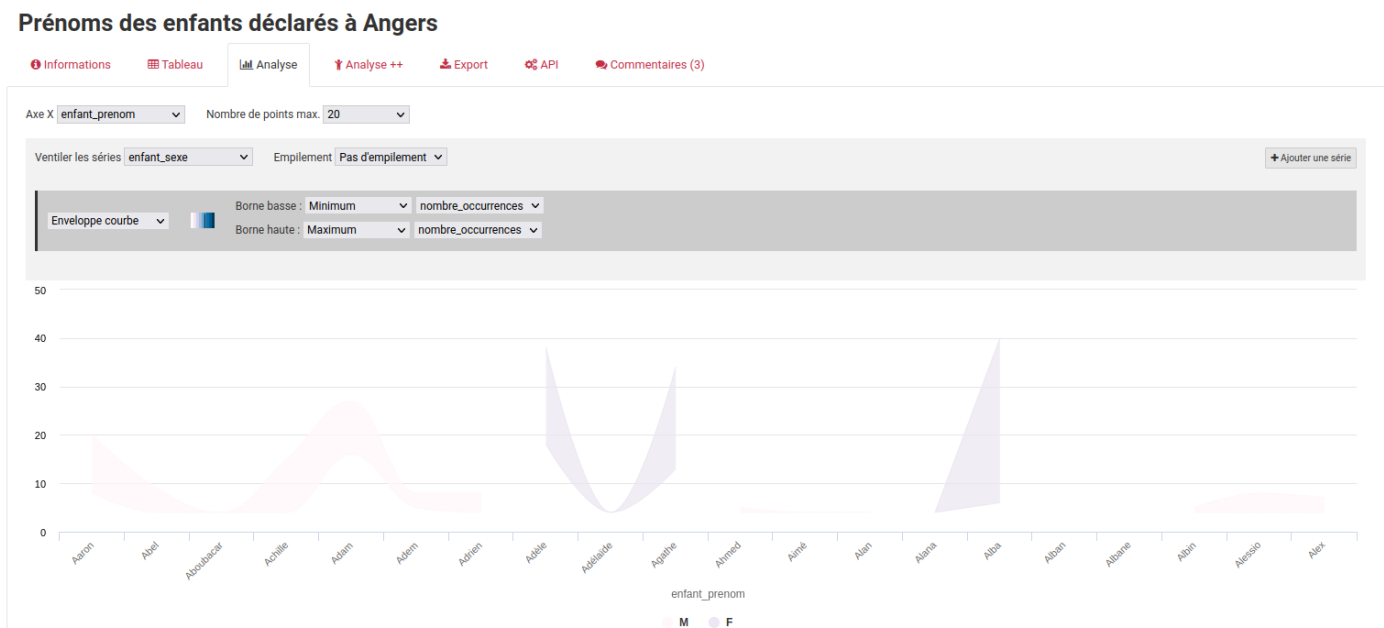 Prénoms des enfants déclarés à Angers
Informations Tableau Analyse Analyse ++ Export API Commentaires (3)
Axe X enfant_prenom Nombre de points max. 20
Ventiler les séries enfant_sexe Empilement Pas d'empilement + Ajouter une série
Enveloppe courbe
Borne basse : Minimum nombre_occurrences
Borne haute : Maximum nombre_occurrences
50
40
30
20
10
0
Aaron Abel Aboubacar Achille Adam Adem Adrien Adèle Adélaïde Agathe Ahmed Aimé Alan Alana Alba Alban Albane Albin Alessio Alex
enfant_prenom
M F